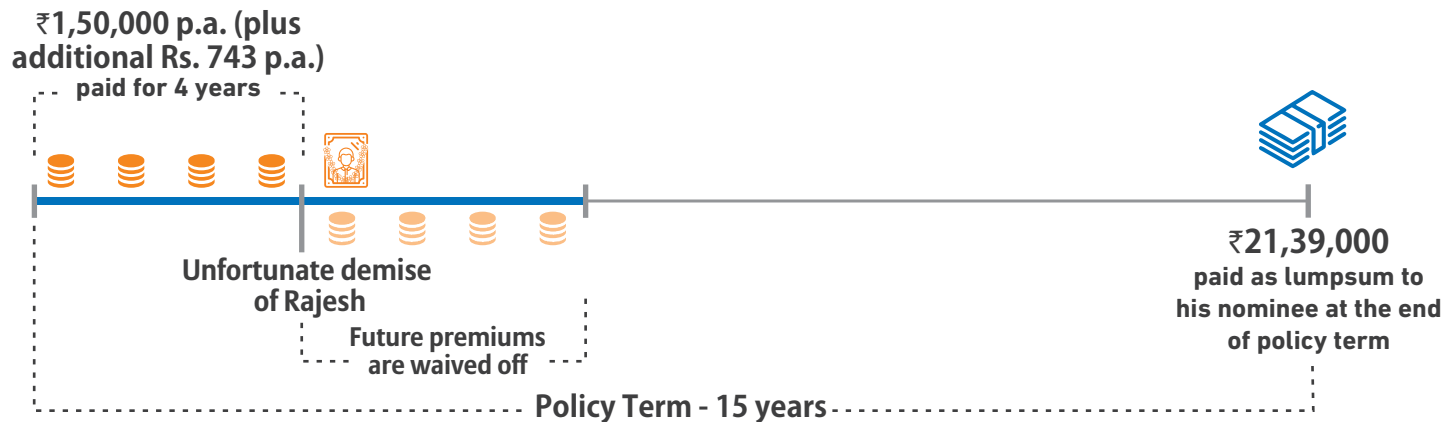 ₹1,50,000 p.a. (plus
additional Rs. 743 p.a.)
paid for 4 years
Unfortunate demise
of Rajesh
Future premiums
are waived off
₹21,39,000
paid as lumpsum to
his nominee at the end
of policy term
Policy Term - 15 years